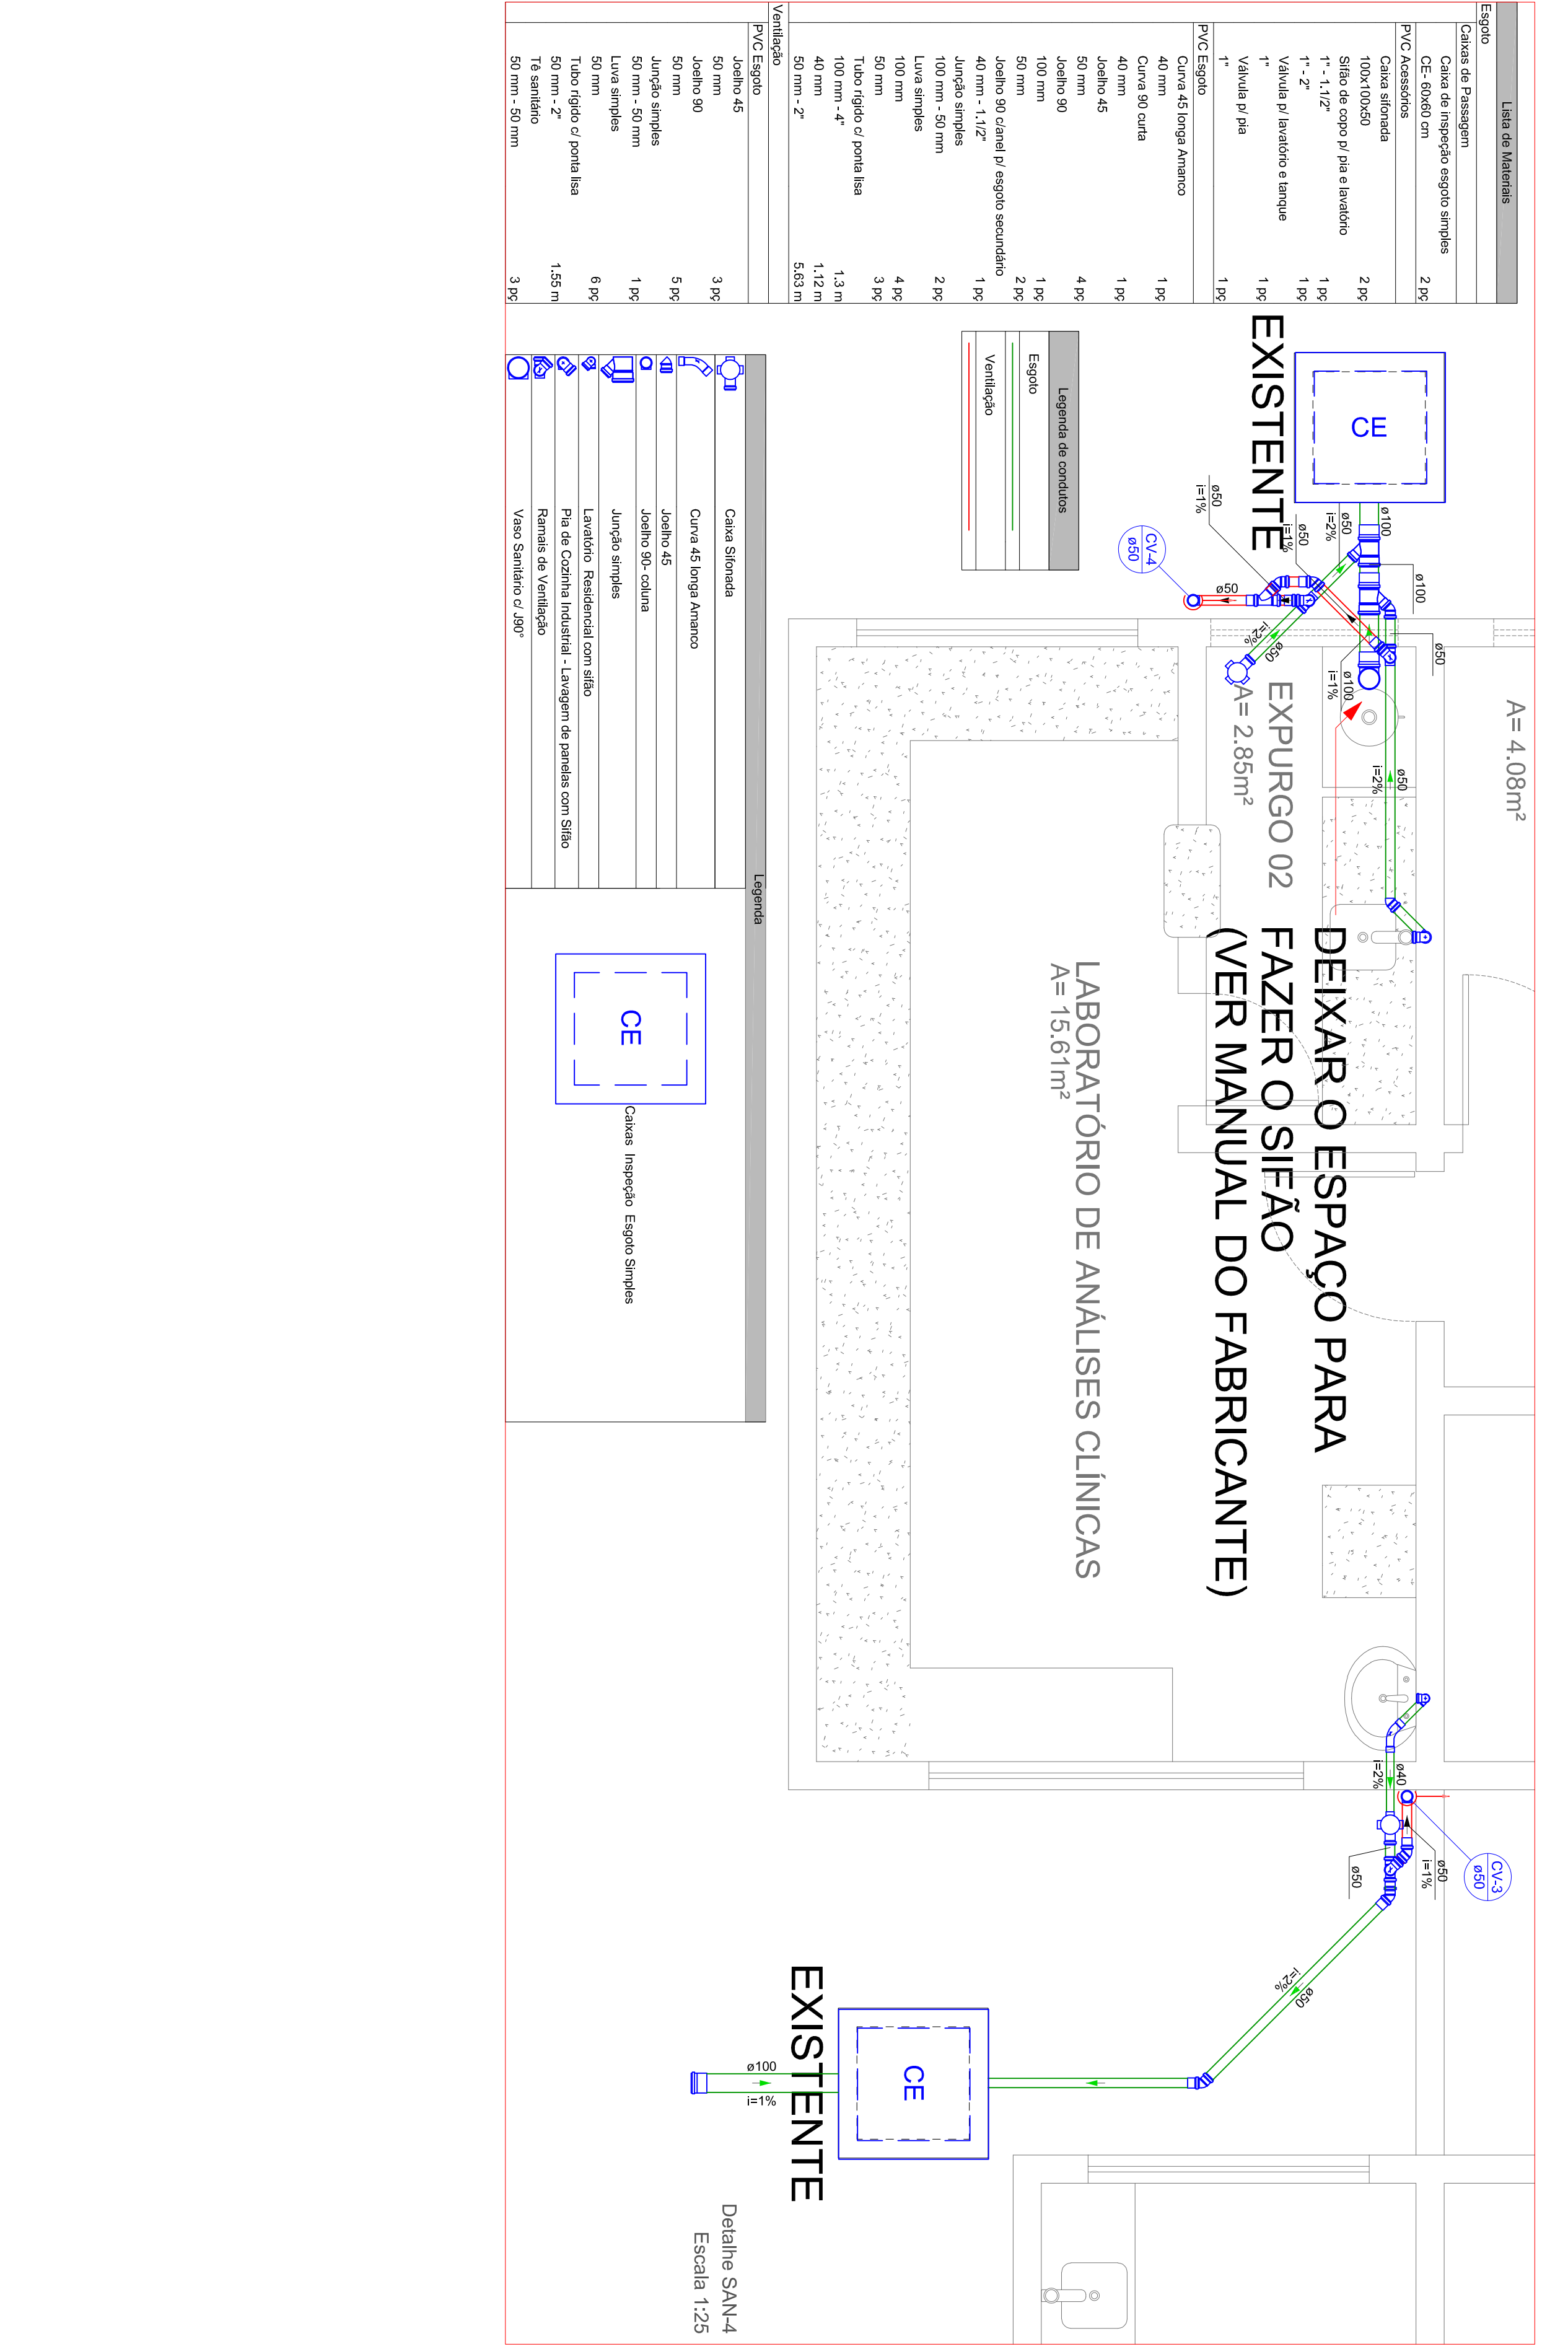 Lista de Materiais
Esgoto
Caixas de Passagem
Caixa de inspeção esgoto simples
CE- 60x60 cm 2 pç
PVC Acessórios
Caixa sifonada
100x100x50 2 pç
Sifão de copo p/ pia e lavatório
1" - 1.1/2" 1 pç
1" - 2" 1 pç
Válvula p/ lavatório e tanque
1" 1 pç
Válvula p/ pia
1" 1 pç
PVC Esgoto
Curva 45 longa Amanco
40 mm 1 pç
Curva 90 curta
40 mm 1 pç
Joelho 45
50 mm 4 pç
Joelho 90
100 mm 1 pç
50 mm 2 pç
Joelho 90 c/anel p/ esgoto secundário
40 mm - 1.1/2" 1 pç
Junção simples
100 mm - 50 mm 2 pç
Luva simples
100 mm 4 pç
50 mm 3 pç
Tubo rígido c/ ponta lisa
100 mm - 4" 1.3 m
40 mm 1.12 m
50 mm - 2" 5.63 m
Ventilação
PVC Esgoto
Joelho 45
50 mm 3 pç
Joelho 90
50 mm 5 pç
Junção simples
50 mm - 50 mm 1 pç
Luva simples
50 mm 6 pç
Tubo rígido c/ ponta lisa
50 mm - 2" 1.55 m
Tê sanitário
50 mm - 50 mm 3 pç
EXISTENTE
CE
Legenda de condutos
Esgoto
Ventilação
ø100
ø50
i=2%
ø50
i=1%
ø50
i=1%
CV-4
ø50
ø50
ø100
ø50
ø50
i=2%
ø100
i=1%
ø50
i=2%
A= 4.08m²
EXPURGO 02
A= 2.85m²
DEIXAR O ESPAÇO PARA
FAZER O SIFÃO
(VER MANUAL DO FABRICANTE)
LABORATÓRIO DE ANÁLISES CLÍNICAS
A= 15.61m²
ø40
i=2%
CV-3
ø50
ø50
i=1%
ø50
ø50
i=2%
EXISTENTE
CE
ø100
i=1%
Legenda
Caixa Sifonada
Curva 45 longa Amanco
Joelho 45
Joelho 90- coluna
Junção simples
Lavatório Residencial com sifão
Pia de Cozinha Industrial - Lavagem de panelas com Sifão
Ramais de Ventilação
Vaso Sanitário c/ J90°
CE
Caixas Inspeção Esgoto Simples
Detalhe SAN-4
Escala 1:25